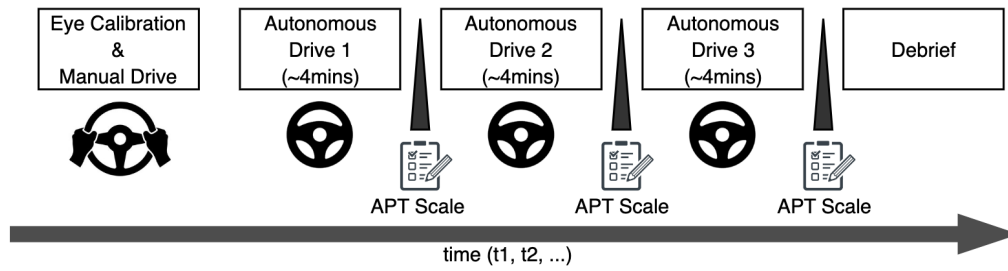 Eye Calibration
&
Manual Drive
Autonomous
Drive 1
(~4mins)
Autonomous
Drive 2
(~4mins)
Autonomous
Drive 3
(~4mins)
Debrief
APT Scale
APT Scale
APT Scale
time (t1, t2, ...)